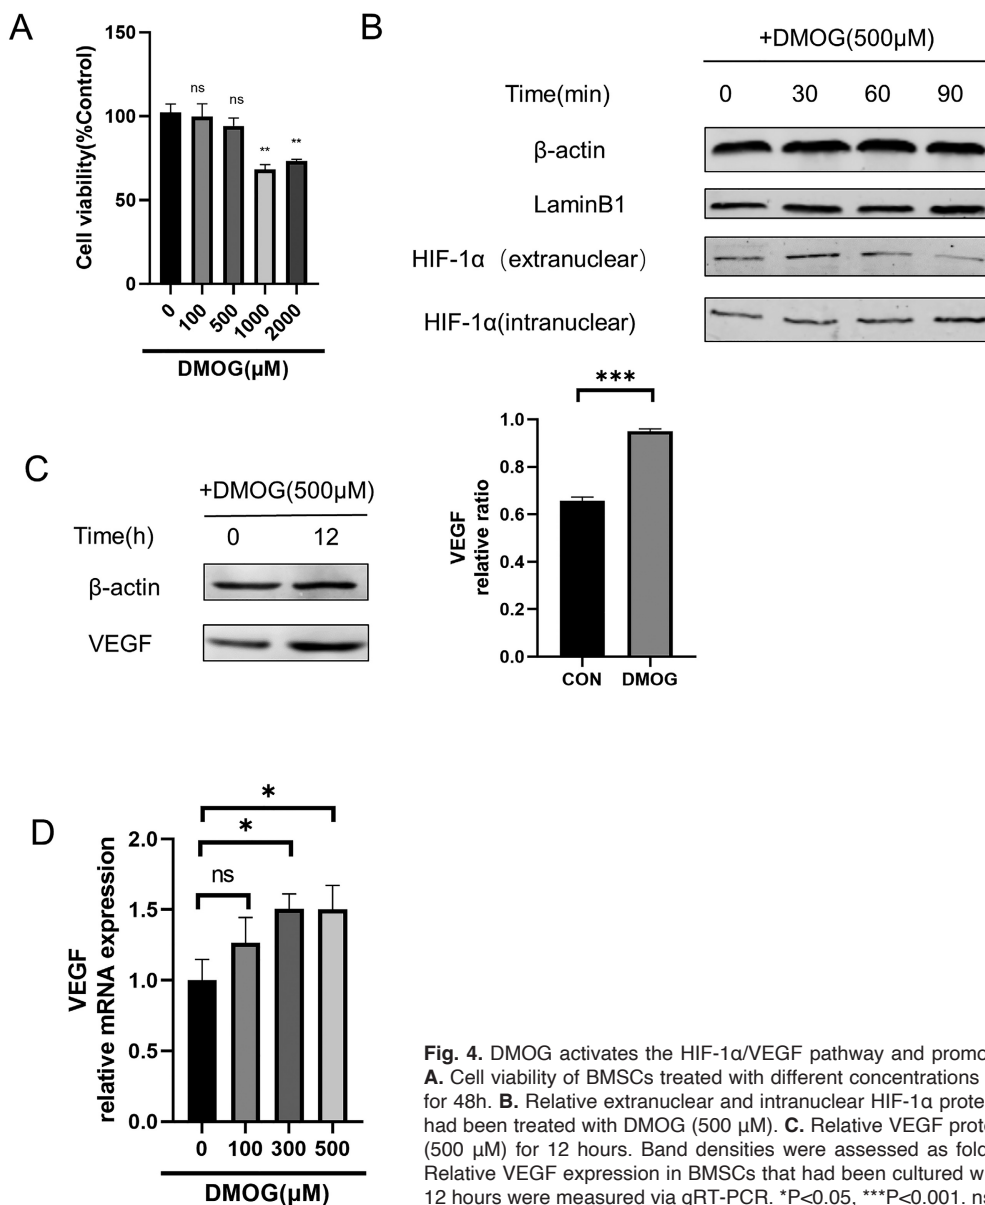 A
Cell viability(%Control)
150
100
50
0
ns
ns
**
**
0
100
500
1000
2000
DMOG(μM)
B
+DMOG(500μM)
Time(min)
0
30
60
90
β-actin
LaminB1
HIF-1α（extranuclear）
HIF-1α(intranuclear)
C
+DMOG(500μM)
Time(h)
0
12
β-actin
VEGF
***
VEGF
relative ratio
1.0
0.8
0.6
0.4
0.2
0.0
CON
DMOG
D
VEGF
relative mRNA expression
2.0
1.5
1.0
0.5
0.0
*
*
ns
0
100
300
500
DMOG(μM)
Fig. 4. DMOG activates the HIF-1α/VEGF pathway and promo
A. Cell viability of BMSCs treated with different concentrations
for 48h. B. Relative extranuclear and intranuclear HIF-1α prote
had been treated with DMOG (500 μM). C. Relative VEGF prote
(500 μM) for 12 hours. Band densities were assessed as fold
Relative VEGF expression in BMSCs that had been cultured w
12 hours were measured via qRT-PCR. *P<0.05, ***P<0.001. ns